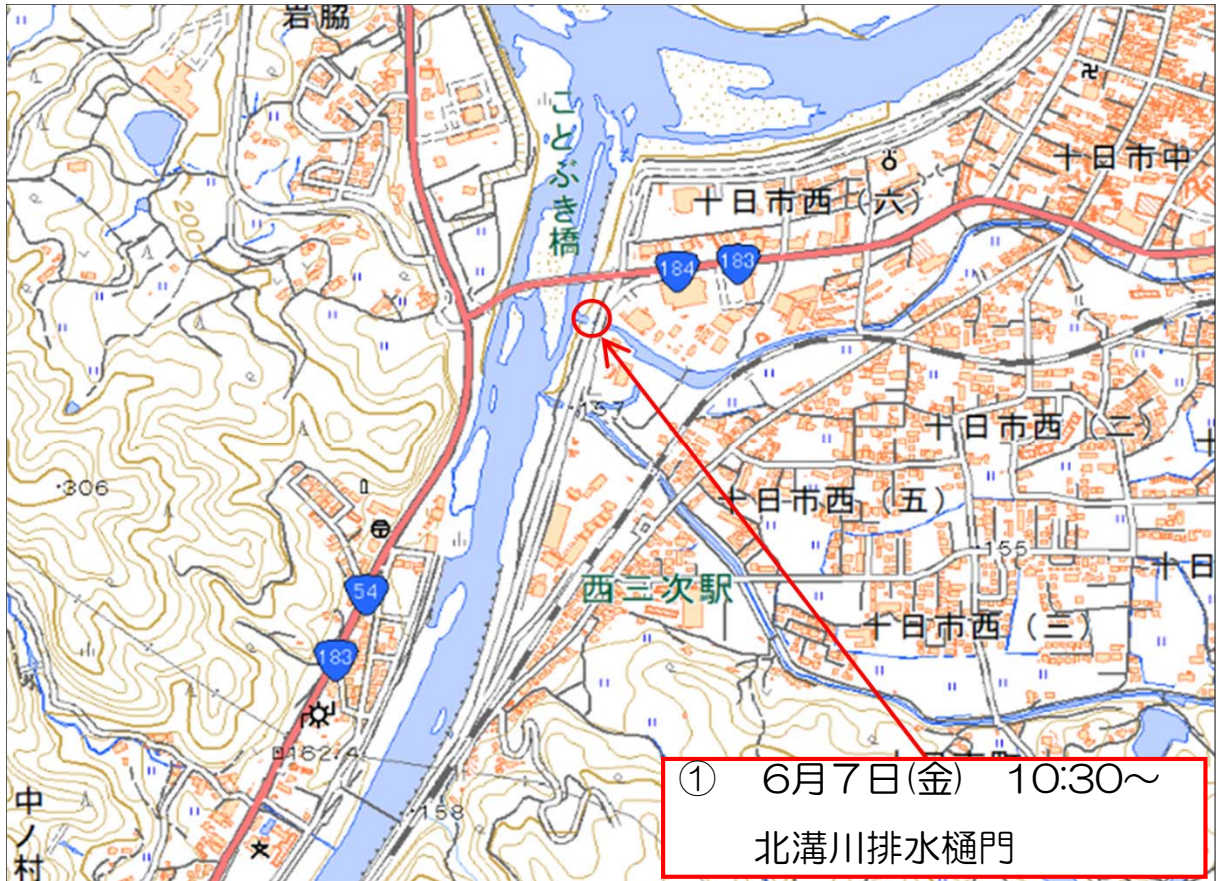 岩脇
ことぶき橋
十日市中
十日市西（六）
184
183
200
157
十日市西（二）
十
306
十日市西（五）
155
十日
54
西三次駅
十日市西（三）
183
162.4
158
中ノ村
① 6月7日(金) 10:30～
北溝川排水樋門